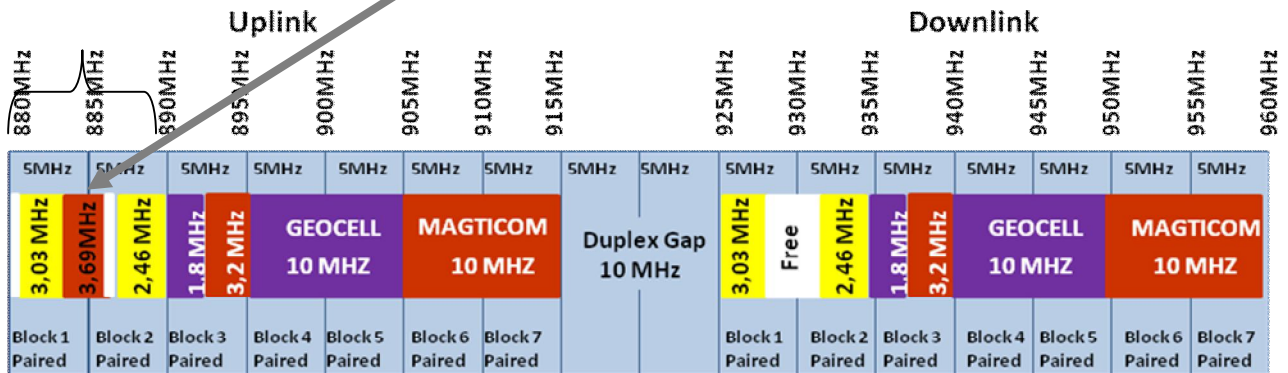 Uplink
Downlink
880MHz
885MHz
890MHz
895MHz
900MHz
905MHz
910MHz
915MHz
925MHz
930MHz
935MHz
940MHz
945MHz
950MHz
955MHz
960MHz
5MHz 5MHz 5MHz 5MHz 5MHz 5MHz 5MHz 5MHz 5MHz 5MHz 5MHz 5MHz 5MHz 5MHz 5MHz 5MHz
3,03 MHz
3,69MHz
2,46 MHz
1.8 MHz
3,2 MHz
GEOCELL
10 MHZ
MAGTICOM
10 MHZ
Duplex Gap
10 MHz
3,03 MHz
Free
2,46 MHz
1.8 MHz
3,2 MHz
GEOCELL
10 MHZ
MAGTICOM
10 MHZ
Block 1 Block 2 Block 3 Block 4 Block 5 Block 6 Block 7 Block 1 Block 2 Block 3 Block 4 Block 5 Block 6 Block 7
Paired Paired Paired Paired Paired Paired Paired Paired Paired Paired Paired Paired Paired Paired